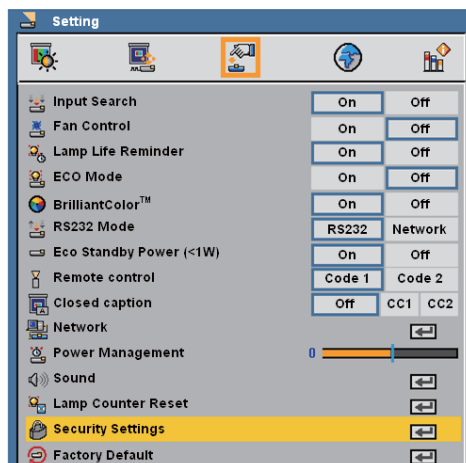 Setting
Input Search On Off
Fan Control On Off
Lamp Life Reminder On Off
ECO Mode On Off
BrilliantColor™ On Off
RS232 Mode RS232 Network
Eco Standby Power (<1W) On Off
Remote control Code 1 Code 2
Closed caption Off CC1 CC2
Network
Power Management 0
Sound
Lamp Counter Reset
Security Settings
Factory Default